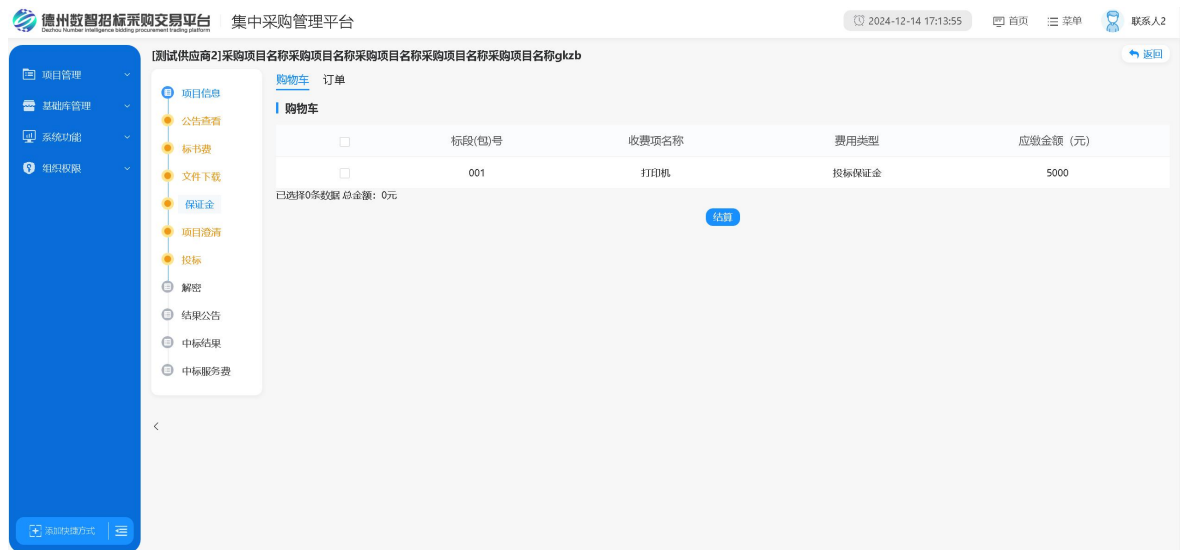 德州数智招标采购交易平台 集中采购管理平台 2024-12-14 17:13:55 首页 菜单 联系人2
Dezhou Number Intelligence bidding procurement trading platform
[测试供应商2]采购项目名称采购项目名称采购项目名称采购项目名称采购项目名称gkzb 返回
项目管理
基础库管理
系统功能
组织权限
添加快捷方式
项目信息
公告查看
标书费
文件下载
保证金
项目澄清
投标
解密
结果公告
中标结果
中标服务费
购物车 订单
购物车
标段(包)号 收费项名称 费用类型 应缴金额（元）
001 打印机 投标保证金 5000
已选择0条数据 总金额：0元
结算